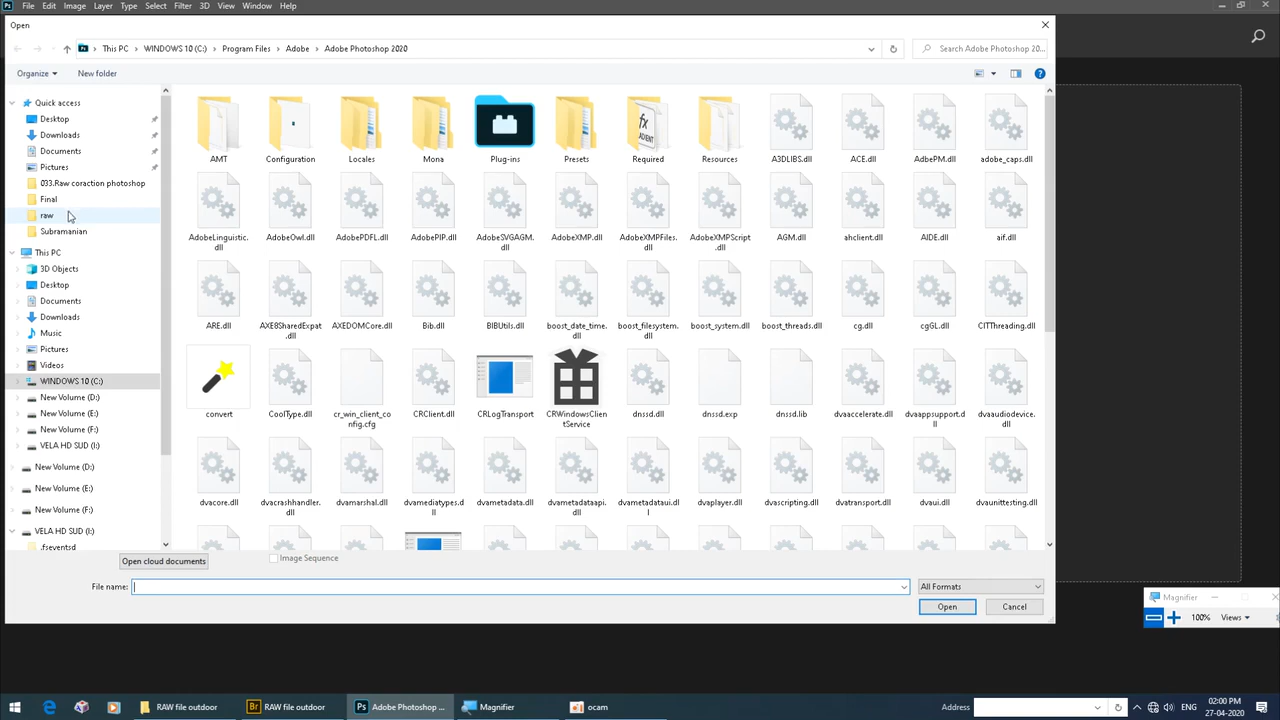 File Edit Image Layer Type Select Filter 3D View Window Help
Open
This PC > WINDOWS 10 (C:) > Program Files > Adobe > Adobe Photoshop 2020
Search Adobe Photoshop 20...
Organize New folder
Quick access
Desktop
Downloads
Documents
Pictures
033.Raw coraction photoshop
Final
raw
Subramanian
This PC
3D Objects
Desktop
Documents
Downloads
Music
Pictures
Videos
WINDOWS 10 (C:)
New Volume (D:)
New Volume (E:)
New Volume (F:)
VELA HD SUD (I:)
New Volume (D:)
New Volume (E:)
New Volume (F:)
VELA HD SUD (I:)
.fseventsd
AMT Configuration Locales Mona Plug-ins Presets Required Resources A3DLIBS.dll ACE.dll AdbePM.dll adobe_caps.dll
AdobeLinguistic.dll AdobeOwl.dll AdobePDFL.dll AdobePIP.dll AdobeSVGAGM.dll AdobeXMP.dll AdobeXMPFiles.dll AdobeXMPScript.dll AGM.dll ahclient.dll AIDE.dll aif.dll
ARE.dll AXE8SharedExpat.dll AXEDOMCore.dll Bib.dll BIBUtils.dll boost_date_time.dll boost_filesystem.dll boost_system.dll boost_threads.dll cg.dll cgGL.dll CITThreading.dll
convert CoolType.dll cr_win_client_config.cfg CRClient.dll CRLogTransport CRWindowsClientService dnssd.dll dnssd.exp dnssd.lib dvaaccelerate.dll dvaappsupport.dll dvaaudiodevice.dll
dvacore.dll dvacrashhandler.dll dvamarshal.dll dvamediatypes.dll dvametadata.dll dvametadataapi.dll dvametadataui.dll dvaplayer.dll dvascripting.dll dvatransport.dll dvaui.dll dvaunittesting.dll
Open cloud documents Image Sequence
File name: All Formats
Open Cancel
Magnifier
100% Views
RAW file outdoor Br RAW file outdoor Ps Adobe Photoshop ... Magnifier ocam Address ENG
02:00 PM
27-04-2020